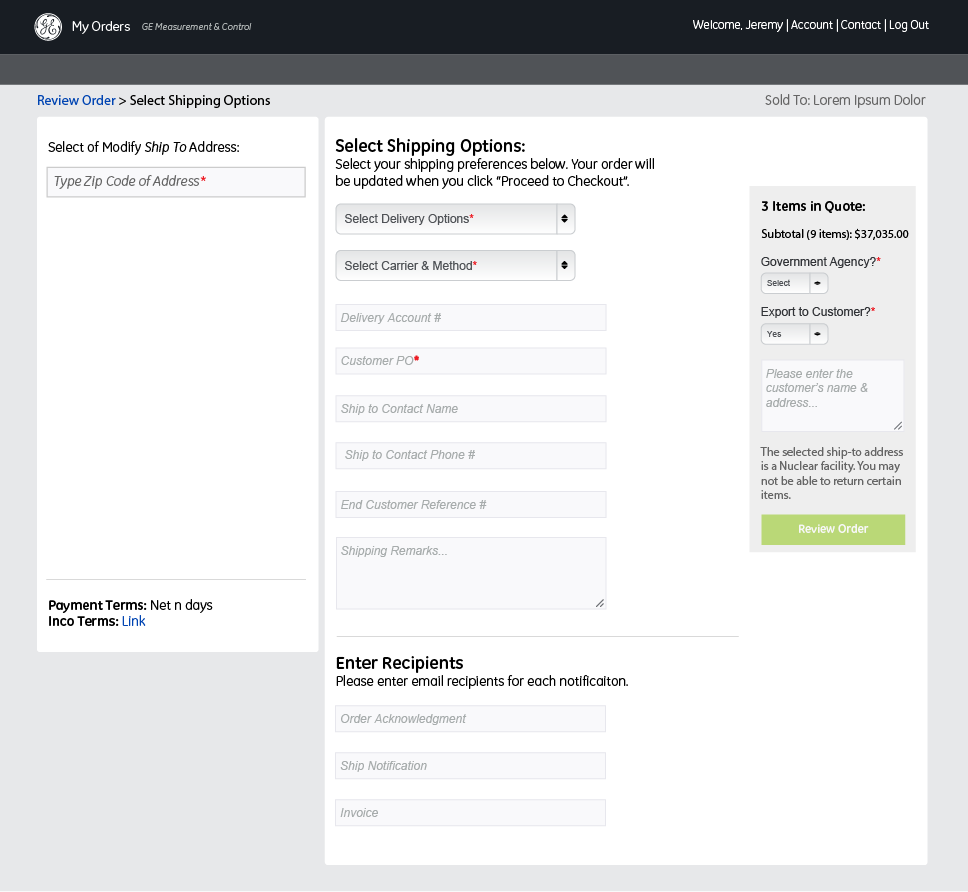 GE My Orders GE Measurement & Control
Welcome, Jeremy | Account | Contact | Log Out
Review Order > Select Shipping Options
Sold To: Lorem Ipsum Dolor
Select of Modify Ship To Address:
Type Zip Code of Address*
Payment Terms: Net n days
Inco Terms: Link
Select Shipping Options:
Select your shipping preferences below. Your order will
be updated when you click "Proceed to Checkout".
Select Delivery Options*
Select Carrier & Method*
Delivery Account #
Customer PO*
Ship to Contact Name
Ship to Contact Phone #
End Customer Reference #
Shipping Remarks...
Enter Recipients
Please enter email recipients for each notificaiton.
Order Acknowledgment
Ship Notification
Invoice
3 Items in Quote:
Subtotal (9 items): $37,035.00
Government Agency?*
Select
Export to Customer?*
Yes
Please enter the
customer's name &
address...
The selected ship-to address
is a Nuclear facility. You may
not be able to return certain
items.
Review Order